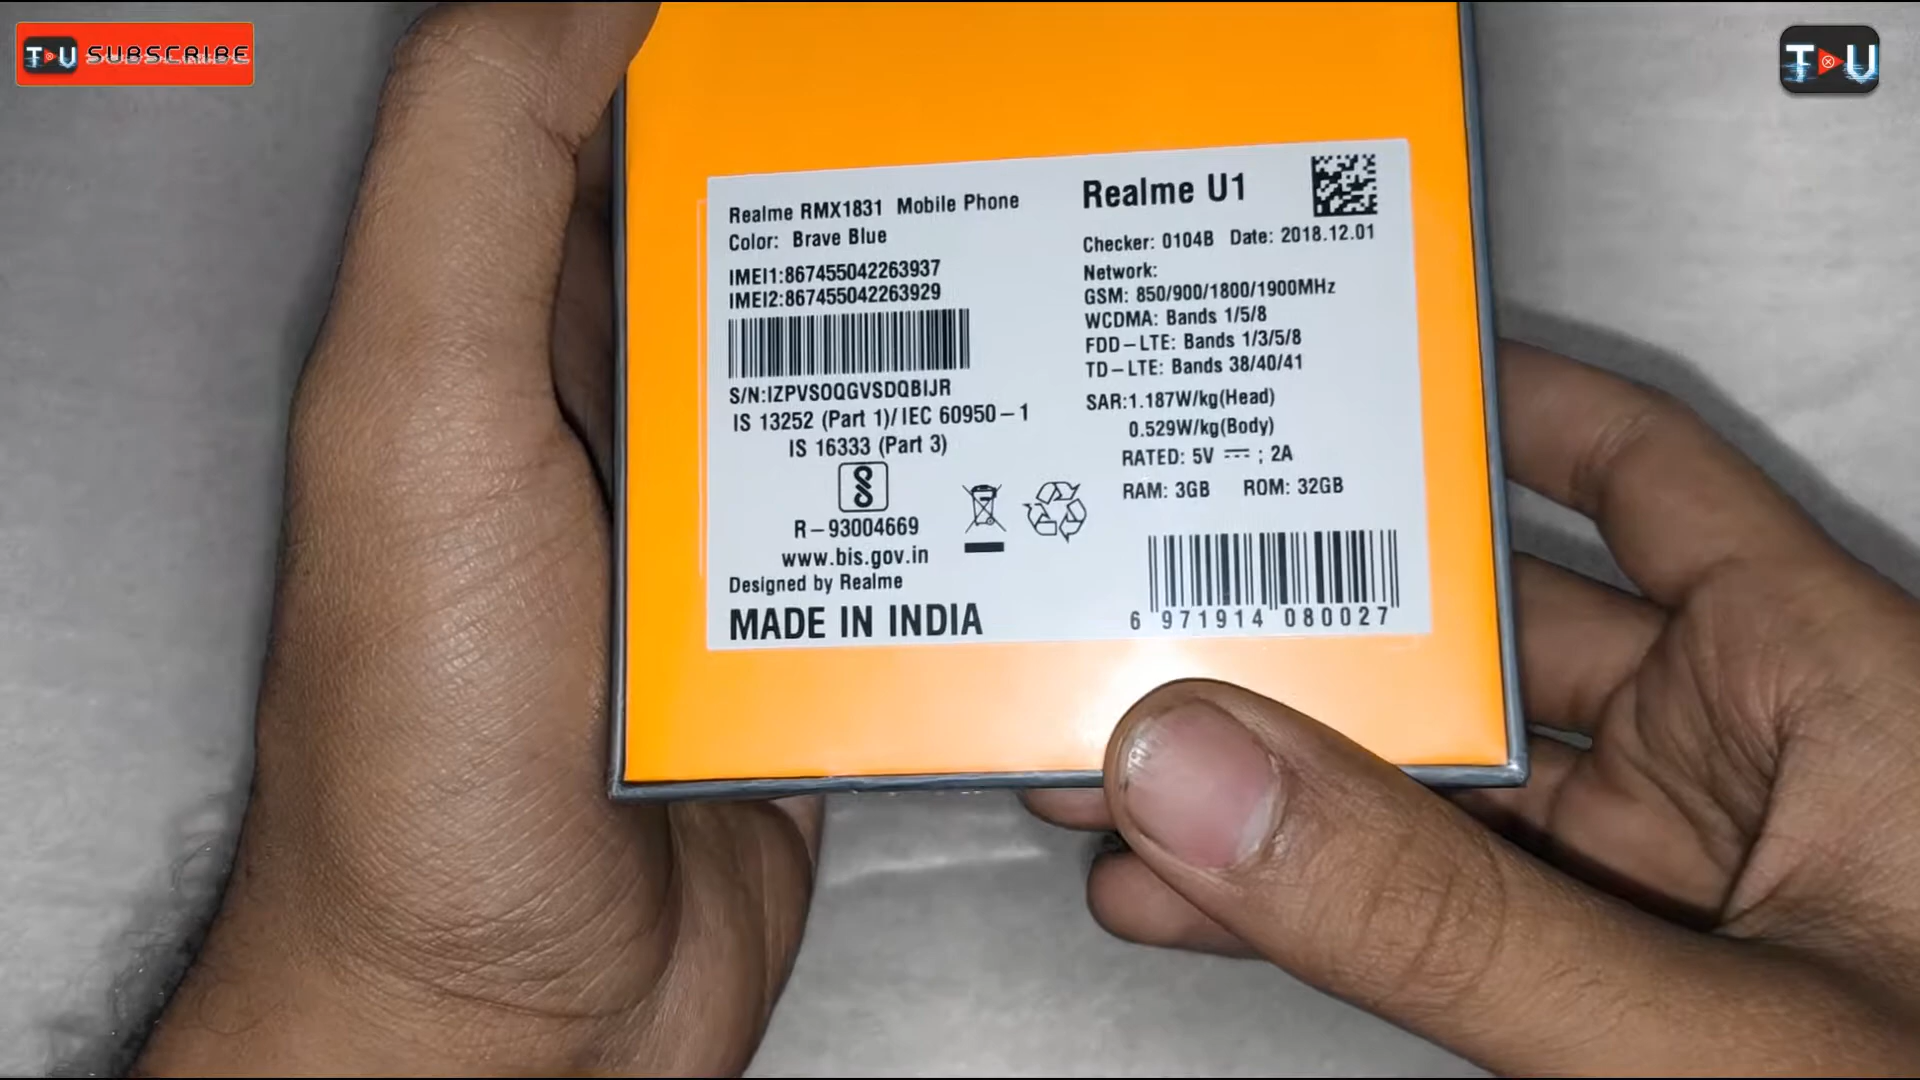 T U SUBSCRIBE
T U
Realme RMX1831 Mobile Phone
Color: Brave Blue
IMEI1:867455042263937
IMEI2:867455042263929
S/N:IZPVSOQGVSDQBIJR
IS 13252 (Part 1)/IEC 60950-1
IS 16333 (Part 3)
R-93004669
www.bis.gov.in
Designed by Realme
MADE IN INDIA
Realme U1
Checker: 0104B Date: 2018.12.01
Network:
GSM: 850/900/1800/1900MHz
WCDMA: Bands 1/5/8
FDD-LTE: Bands 1/3/5/8
TD-LTE: Bands 38/40/41
SAR:1.187W/kg(Head)
0.529W/kg(Body)
RATED: 5V ⎓ ; 2A
RAM: 3GB ROM: 32GB
6 971914 080027